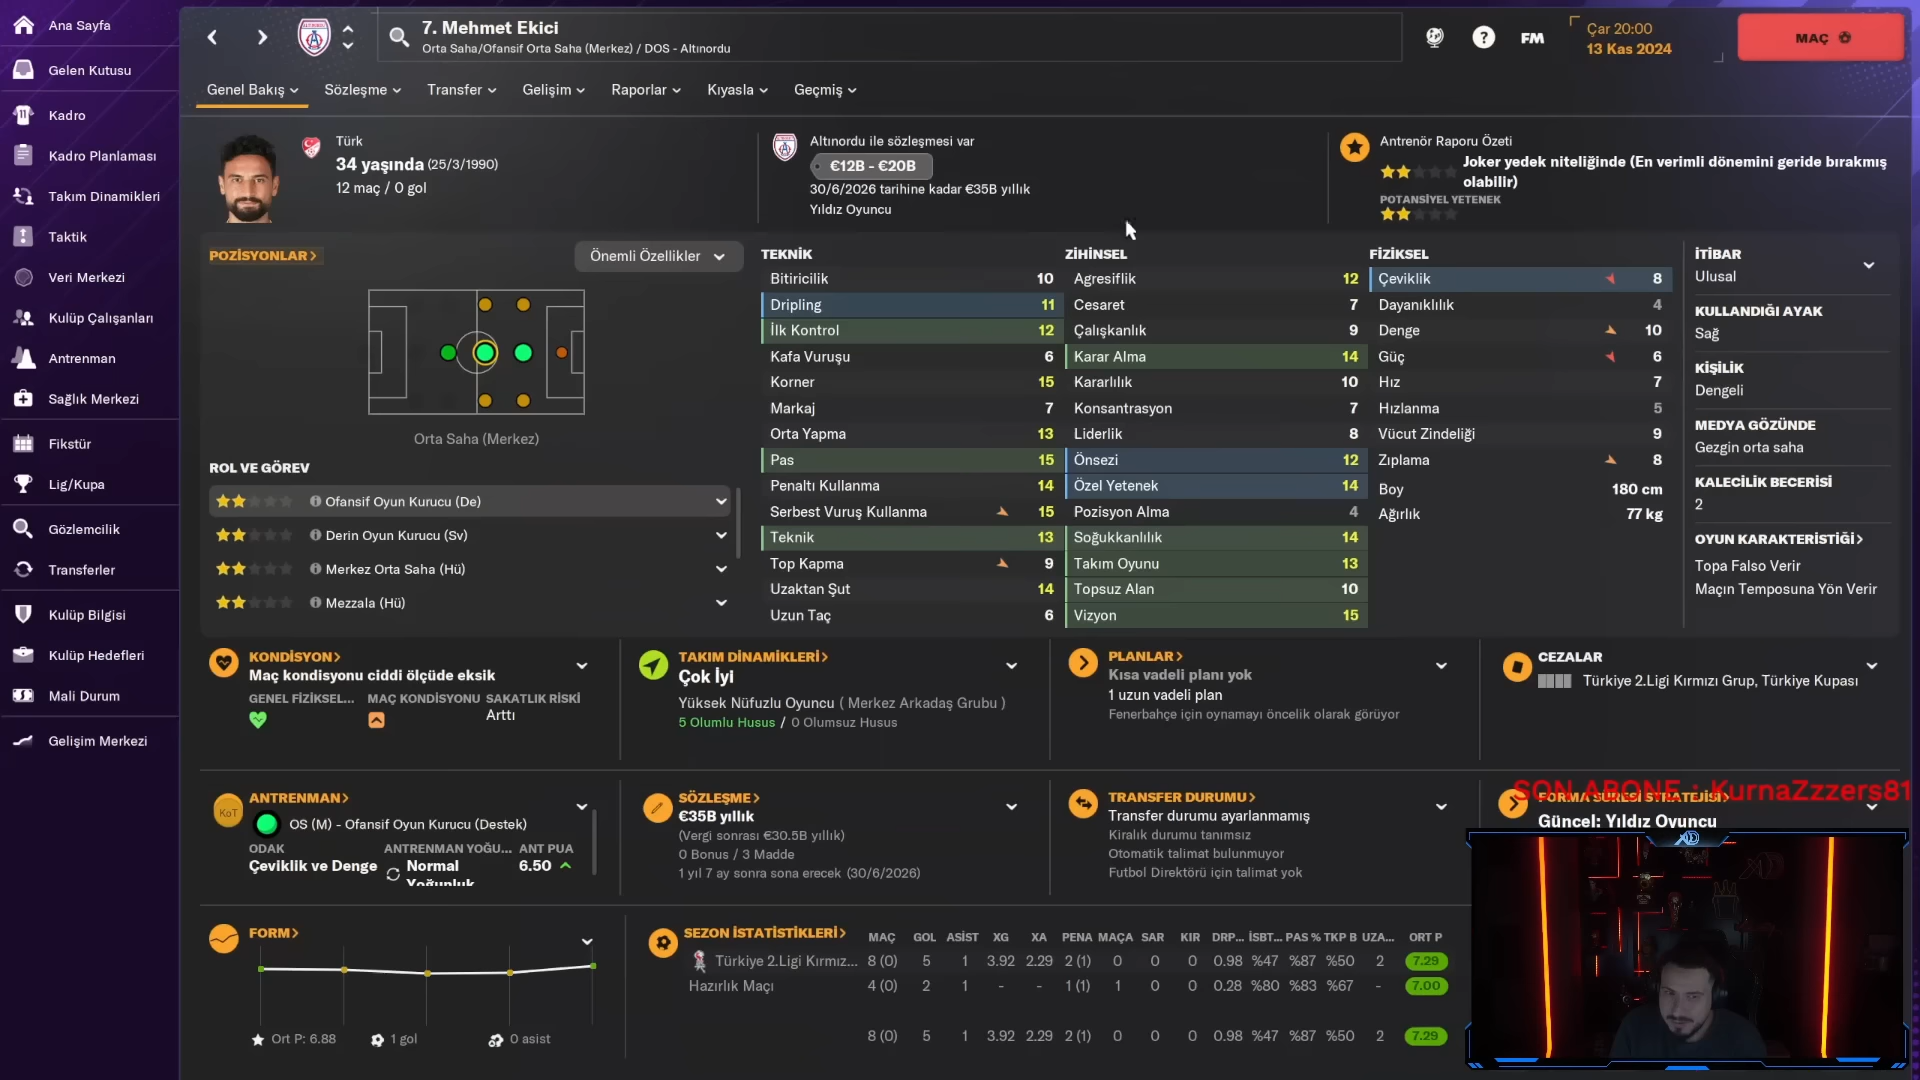 Ana Sayfa
Gelen Kutusu
Kadro
Kadro Planlaması
Takım Dinamikleri
Taktik
Veri Merkezi
Kulüp Çalışanları
Antrenman
Sağlık Merkezi
Fikstür
Lig/Kupa
Gözlemcilik
Transferler
Kulüp Bilgisi
Kulüp Hedefleri
Mali Durum
Gelişim Merkezi
7. Mehmet Ekici
Orta Saha/Ofansif Orta Saha (Merkez) / DOS - Altınordu
FM
Çar 20:00
13 Kas 2024
MAÇ
Genel Bakış Sözleşme Transfer Gelişim Raporlar Kıyasla Geçmiş
Türk
34 yaşında (25/3/1990)
12 maç / 0 gol
Altınordu ile sözleşmesi var
€12B - €20B
30/6/2026 tarihine kadar €35B yıllık
Yıldız Oyuncu
Antrenör Raporu Özeti
Joker yedek niteliğinde (En verimli dönemini geride bırakmış
olabilir)
POTANSİYEL YETENEK
POZİSYONLAR >
Önemli Özellikler
Orta Saha (Merkez)
ROL VE GÖREV
Ofansif Oyun Kurucu (De)
Derin Oyun Kurucu (Sv)
Merkez Orta Saha (Hü)
Mezzala (Hü)
TEKNİK
Bitiricilik 10
Dripling 11
İlk Kontrol 12
Kafa Vuruşu 6
Korner 15
Markaj 7
Orta Yapma 13
Pas 15
Penaltı Kullanma 14
Serbest Vuruş Kullanma 15
Teknik 13
Top Kapma 9
Uzaktan Şut 14
Uzun Taç 6
ZİHİNSEL
Agresiflik 12
Cesaret 7
Çalışkanlık 9
Karar Alma 14
Kararlılık 10
Konsantrasyon 7
Liderlik 8
Önsezi 12
Özel Yetenek 14
Pozisyon Alma 4
Soğukkanlılık 14
Takım Oyunu 13
Topsuz Alan 10
Vizyon 15
FİZİKSEL
Çeviklik 8
Dayanıklılık 4
Denge 10
Güç 6
Hız 7
Hızlanma 5
Vücut Zindeliği 9
Zıplama 8
Boy 180 cm
Ağırlık 77 kg
İTİBAR
Ulusal
KULLANDIĞI AYAK
Sağ
KİŞİLİK
Dengeli
MEDYA GÖZÜNDE
Gezgin orta saha
KALECİLİK BECERİSİ
2
OYUN KARAKTERİSTİĞİ >
Topa Falso Verir
Maçın Temposuna Yön Verir
KONDİSYON >
Maç kondisyonu ciddi ölçüde eksik
GENEL FİZİKSEL... MAÇ KONDİSYONU SAKATLIK RİSKİ
Arttı
TAKIM DİNAMİKLERİ >
Çok İyi
Yüksek Nüfuzlu Oyuncu ( Merkez Arkadaş Grubu )
5 Olumlu Husus / 0 Olumsuz Husus
PLANLAR >
Kısa vadeli planı yok
1 uzun vadeli plan
Fenerbahçe için oynamayı öncelik olarak görüyor
CEZALAR
Türkiye 2.Ligi Kırmızı Grup, Türkiye Kupası
ANTRENMAN >
KoT
OS (M) - Ofansif Oyun Kurucu (Destek)
ODAK ANTRENMAN YOĞU... ANT PUA
Çeviklik ve Denge Normal Yoğunluk 6.50
SÖZLEŞME >
€35B yıllık
(Vergi sonrası €30.5B yıllık)
0 Bonus / 3 Madde
1 yıl 7 ay sonra sona erecek (30/6/2026)
TRANSFER DURUMU >
Transfer durumu ayarlanmamış
Kiralık durumu tanımsız
Otomatik talimat bulunmuyor
Futbol Direktörü için talimat yok
SON ABONE : KurnaZzzers81
FORMA SÜRESİ STRATEJİSİ >
Güncel: Yıldız Oyuncu
FORM >
Ort P: 6.88 1 gol 0 asist
SEZON İSTATİSTİKLERİ > MAÇ GOL ASİST XG XA PENA MAÇA SAR KIR DRP... İSBT... PAS % TKP B UZA... ORT P
Türkiye 2.Ligi Kırmız... 8 (0) 5 1 3.92 2.29 2 (1) 0 0 0 0.98 %47 %87 %50 2 7.29
Hazırlık Maçı 4 (0) 2 1 - - 1 (1) 1 0 0 0.28 %80 %83 %67 - 7.00
8 (0) 5 1 3.92 2.29 2 (1) 0 0 0 0.98 %47 %87 %50 2 7.29